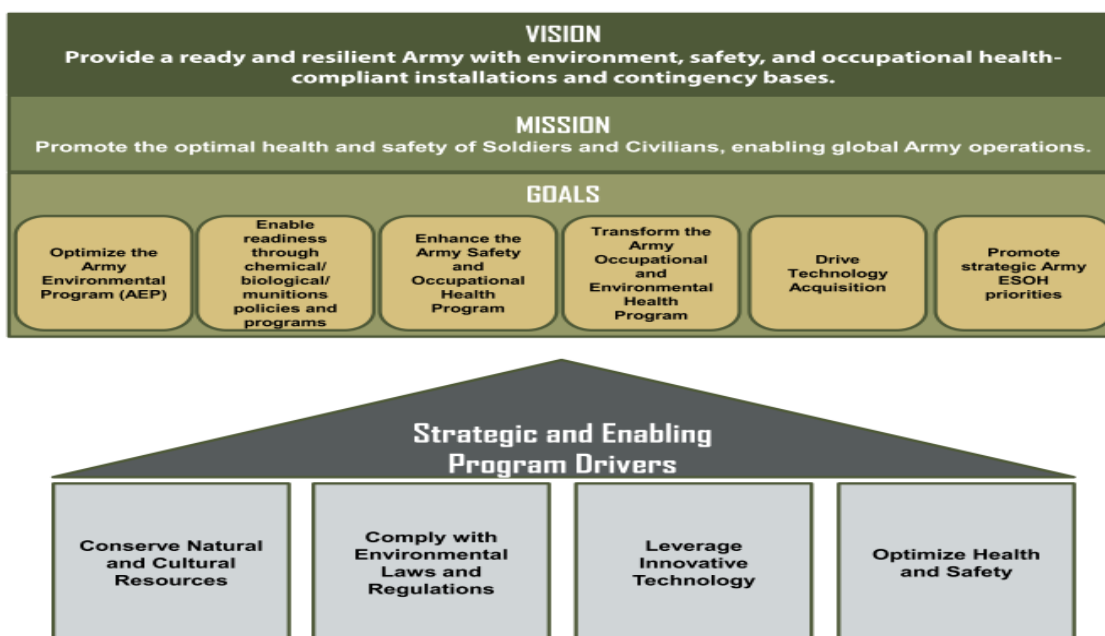 VISION
Provide a ready and resilient Army with environment, safety, and occupational health-
compliant installations and contingency bases.
MISSION
Promote the optimal health and safety of Soldiers and Civilians, enabling global Army operations.
GOALS
Optimize the
Army
Environmental
Program (AEP)
Enable
readiness
through
chemical/
biological/
munitions
policies and
programs
Enhance the
Army Safety
and
Occupational
Health
Program
Transform the
Army
Occupational
and
Environmental
Health
Program
Drive
Technology
Acquisition
Promote
strategic Army
ESOH
priorities
Strategic and Enabling
Program Drivers
Conserve Natural
and Cultural
Resources
Comply with
Environmental
Laws and
Regulations
Leverage
Innovative
Technology
Optimize Health
and Safety